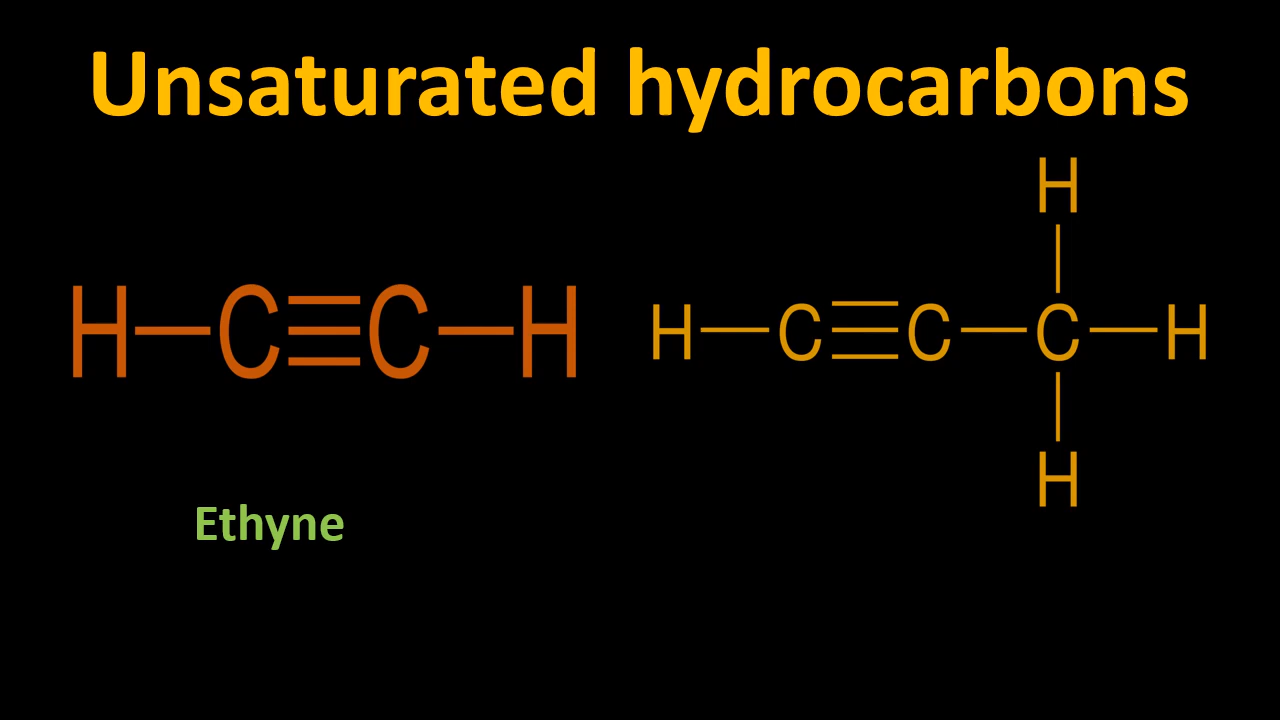 Unsaturated hydrocarbons
H
H—C≡C—H
H—C≡C—C—H
H
Ethyne